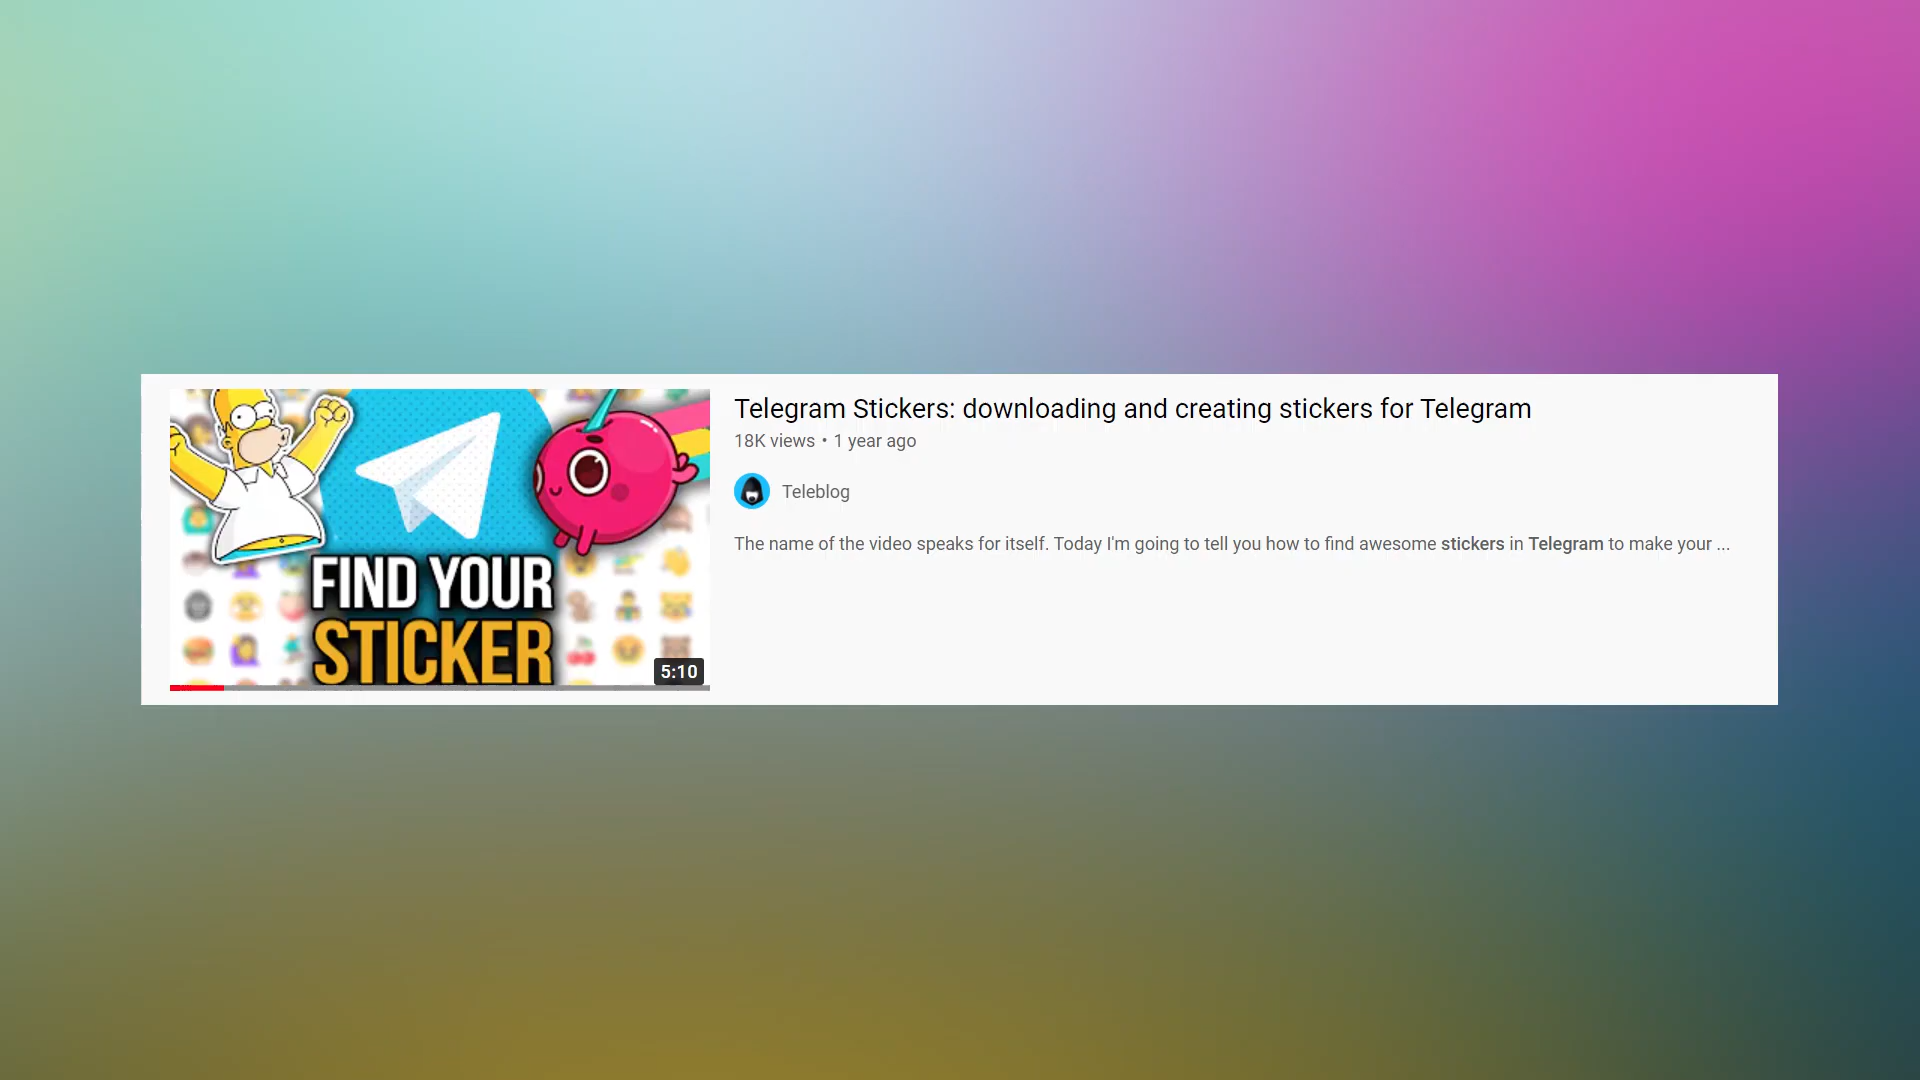 FIND YOUR
STICKER
5:10
Telegram Stickers: downloading and creating stickers for Telegram
18K views • 1 year ago
Teleblog
The name of the video speaks for itself. Today I'm going to tell you how to find awesome stickers in Telegram to make your ...